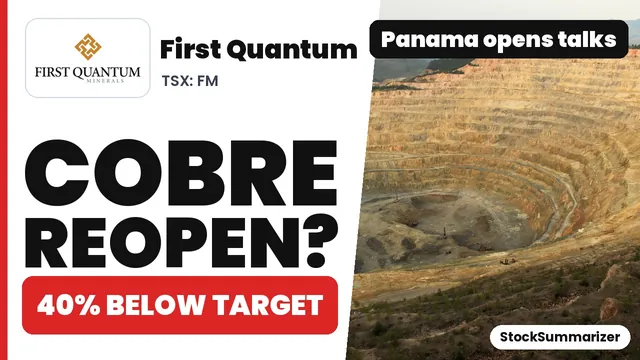 FIRST QUANTUM
MINERALS
First Quantum
TSX: FM
Panama opens talks
COBRE
REOPEN?
40% BELOW TARGET
StockSummarizer